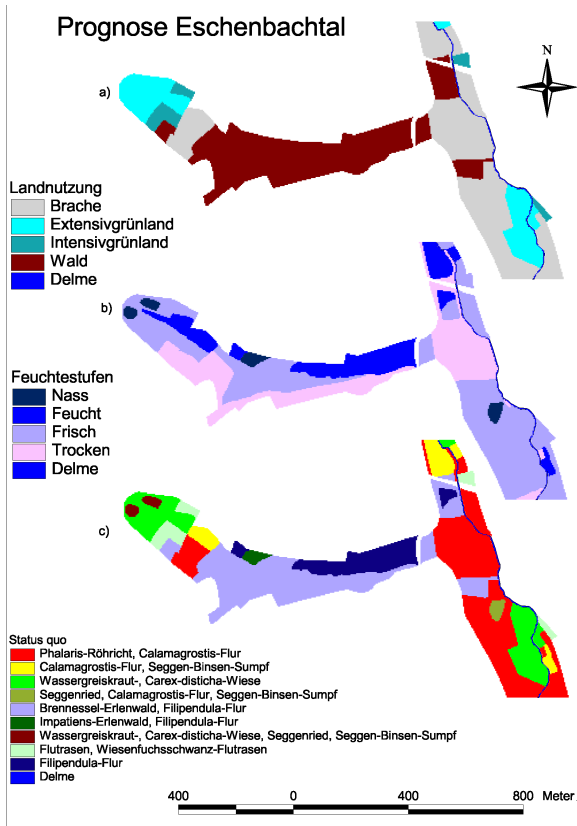 Prognose Eschenbachtal
N
a)
Landnutzung
Brache
Extensivgrünland
Intensivgrünland
Wald
Delme
b)
Feuchtestufen
Nass
Feucht
Frisch
Trocken
Delme
c)
Status quo
Phalaris-Röhricht, Calamagrostis-Flur
Calamagrostis-Flur, Seggen-Binsen-Sumpf
Wassergreiskraut-, Carex-disticha-Wiese
Seggenried, Calamagrostis-Flur, Seggen-Binsen-Sumpf
Brennessel-Erlenwald, Filipendula-Flur
Impatiens-Erlenwald, Filipendula-Flur
Wassergreiskraut-, Carex-disticha-Wiese, Seggenried, Seggen-Binsen-Sumpf
Flutrasen, Wiesenfuchsschwanz-Flutrasen
Filipendula-Flur
Delme
400 0 400 800 Meter